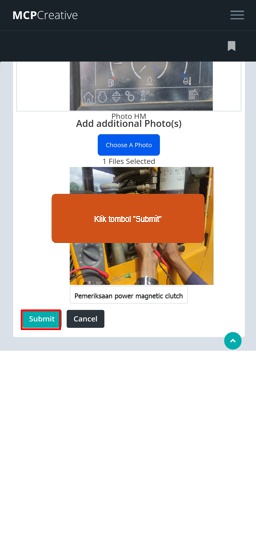 MCPCreative
Photo HM
Add additional Photo(s)
Choose A Photo
1 Files Selected
Klik tombol "Submit"
Pemeriksaan power magnetic clutch
Submit
Cancel